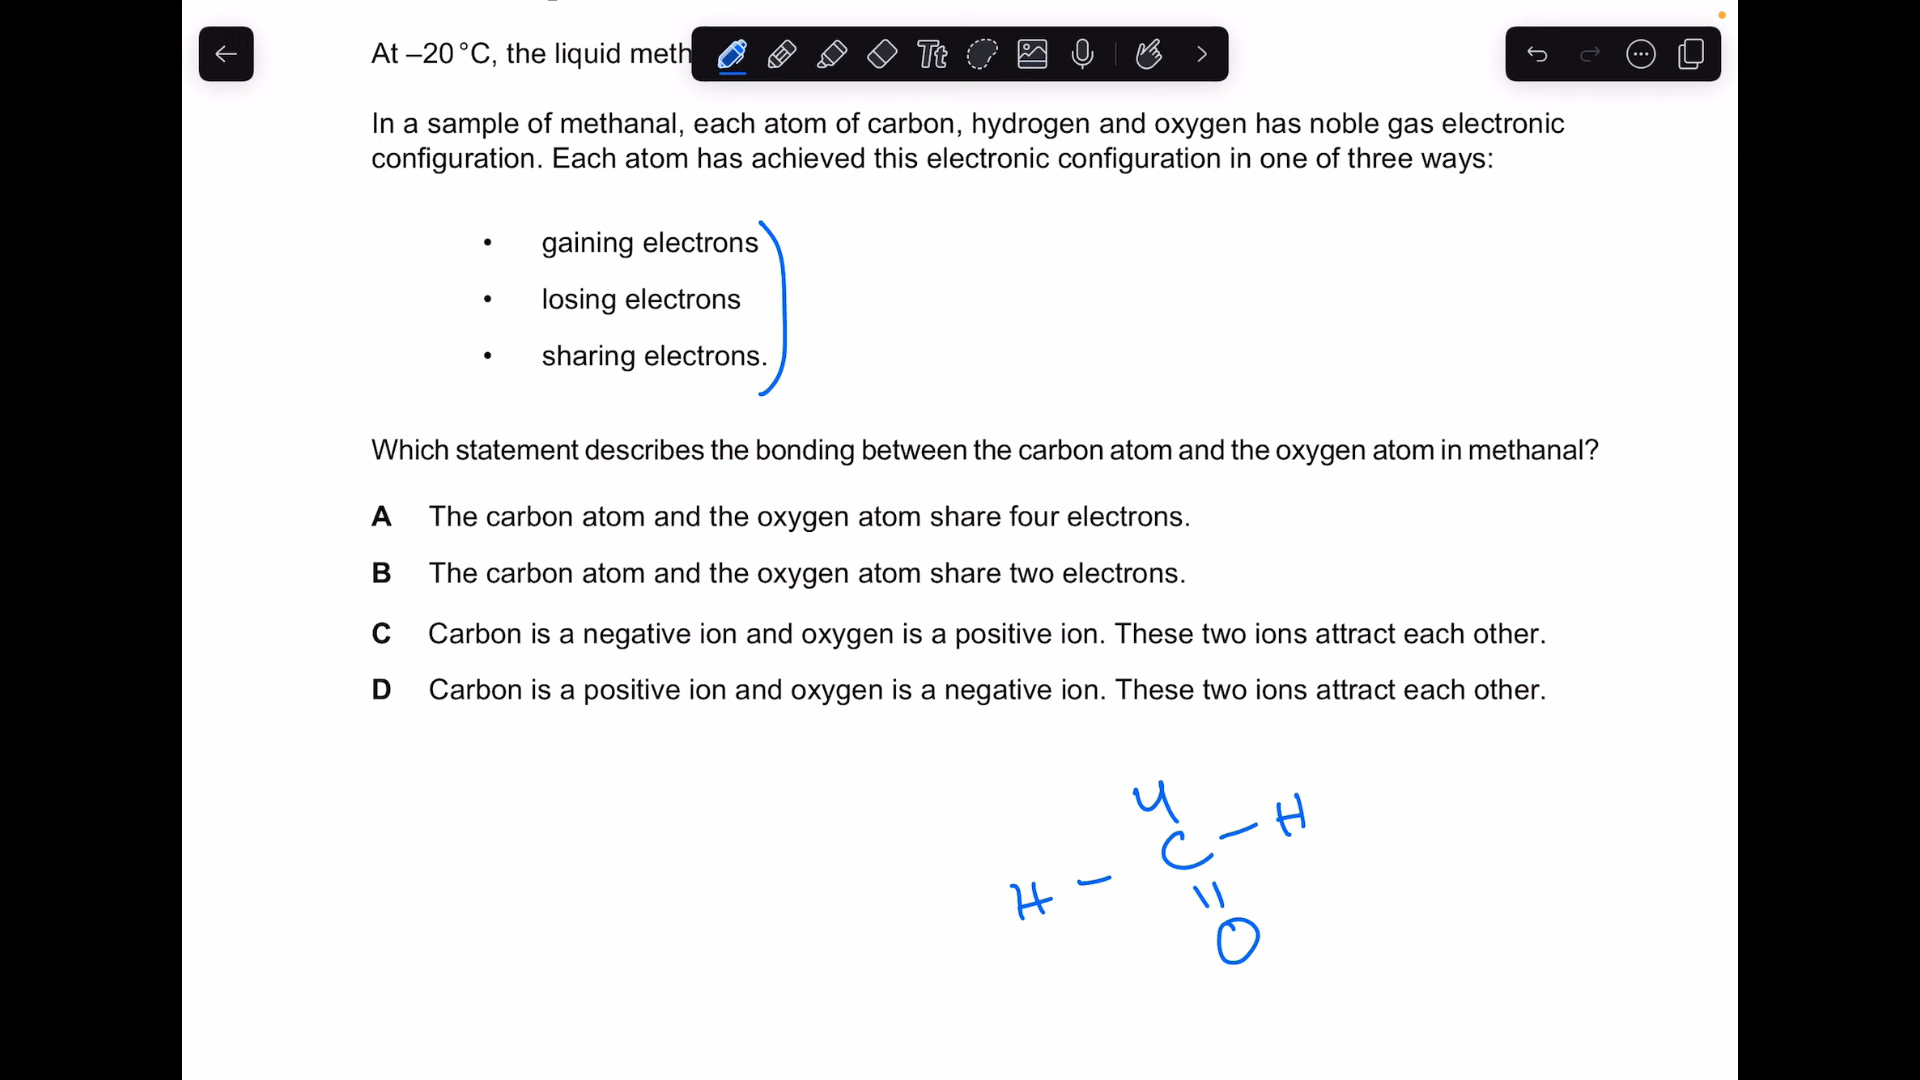 At –20 °C, the liquid meth
Tt
In a sample of methanal, each atom of carbon, hydrogen and oxygen has noble gas electronic
configuration. Each atom has achieved this electronic configuration in one of three ways:
• gaining electrons
• losing electrons
• sharing electrons.
Which statement describes the bonding between the carbon atom and the oxygen atom in methanal?
A The carbon atom and the oxygen atom share four electrons.
B The carbon atom and the oxygen atom share two electrons.
C Carbon is a negative ion and oxygen is a positive ion. These two ions attract each other.
D Carbon is a positive ion and oxygen is a negative ion. These two ions attract each other.
4
C – H
H –
O